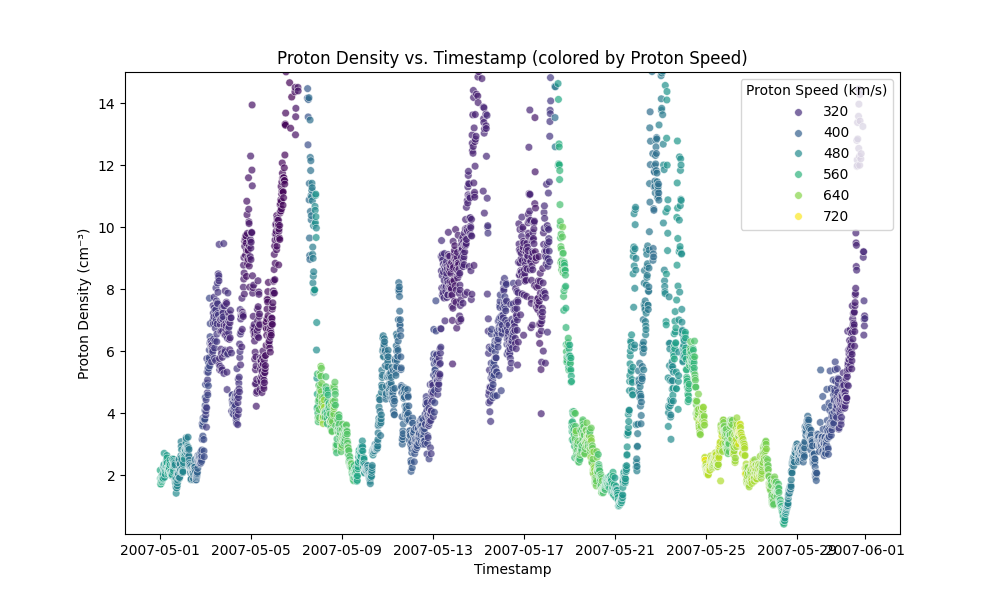 Proton Density vs. Timestamp (colored by Proton Speed)
Proton Density (cm⁻³)
14
12
10
8
6
4
2
Proton Speed (km/s)
320
400
480
560
640
720
2007-05-01 2007-05-05 2007-05-09 2007-05-13 2007-05-17 2007-05-21 2007-05-25 2007-05-29 2007-06-01
Timestamp